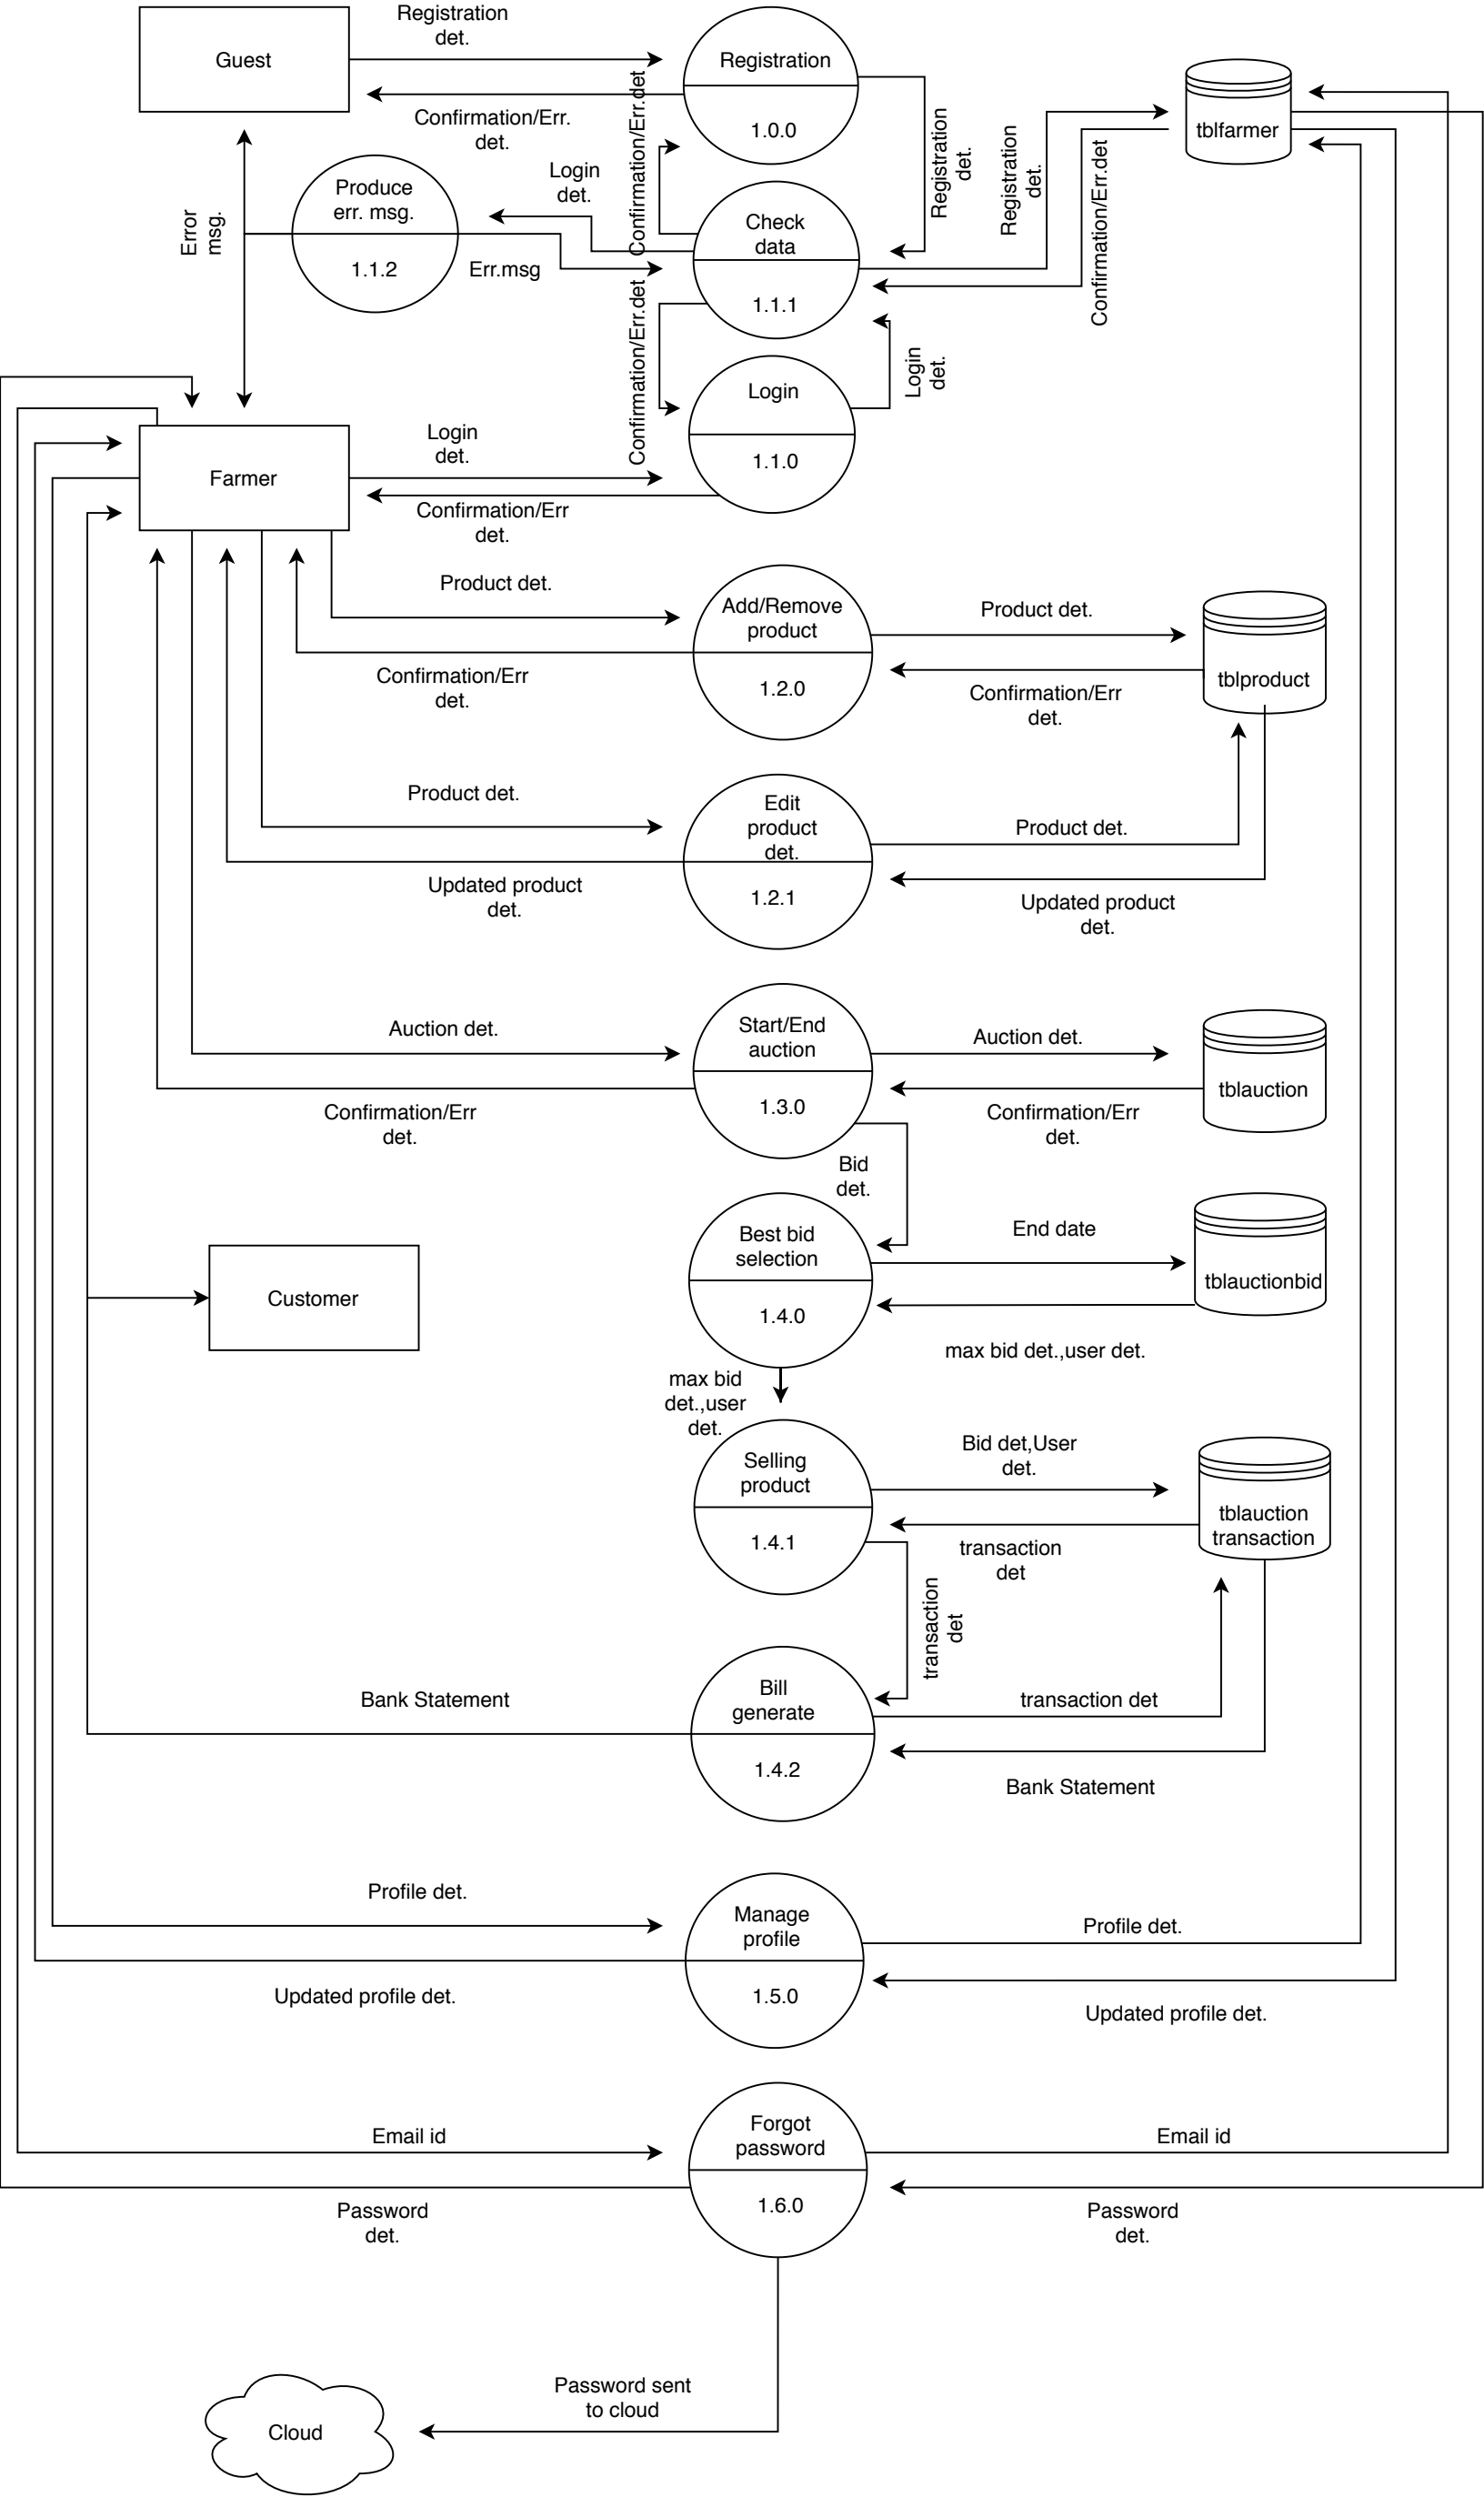 Registration
det.
Guest
Registration
1.0.0
Confirmation/Err.
det.
Confirmation/Err.det
Registration
det.
Registration
det.
Confirmation/Err.det
tblfarmer
Produce
err. msg.
1.1.2
Login
det.
Err.msg
Error
msg.
Check
data
1.1.1
Confirmation/Err.det
Login
det.
Login
1.1.0
Farmer
Login
det.
Confirmation/Err
det.
Product det.
Add/Remove
product
1.2.0
Product det.
Confirmation/Err
det.
Confirmation/Err
det.
tblproduct
Product det.
Edit
product
det.
1.2.1
Product det.
Updated product
det.
Updated product
det.
Auction det.
Start/End
auction
1.3.0
Auction det.
tblauction
Confirmation/Err
det.
Confirmation/Err
det.
Bid
det.
Best bid
selection
1.4.0
End date
tblauctionbid
Customer
max bid det.,user det.
max bid
det.,user
det.
Selling
product
1.4.1
Bid det,User
det.
tblauction
transaction
transaction
det
transaction
det
Bill
generate
1.4.2
Bank Statement
transaction det
Bank Statement
Profile det.
Manage
profile
1.5.0
Profile det.
Updated profile det.
Updated profile det.
Email id
Forgot
password
1.6.0
Email id
Password
det.
Password
det.
Password sent
to cloud
Cloud